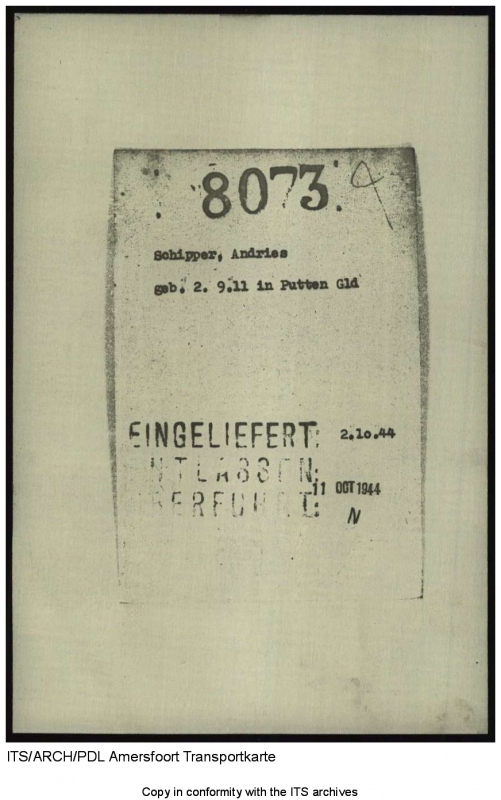 8073.
Schipper, Andries
geb. 2. 9.11 in Putten Gld
EINGELIEFERT: 2.10.44
ENTLASSEN:
11 OCT 1944
ÜBERFÜHRT:
N
ITS/ARCH/PDL Amersfoort Transportkarte
Copy in conformity with the ITS archives